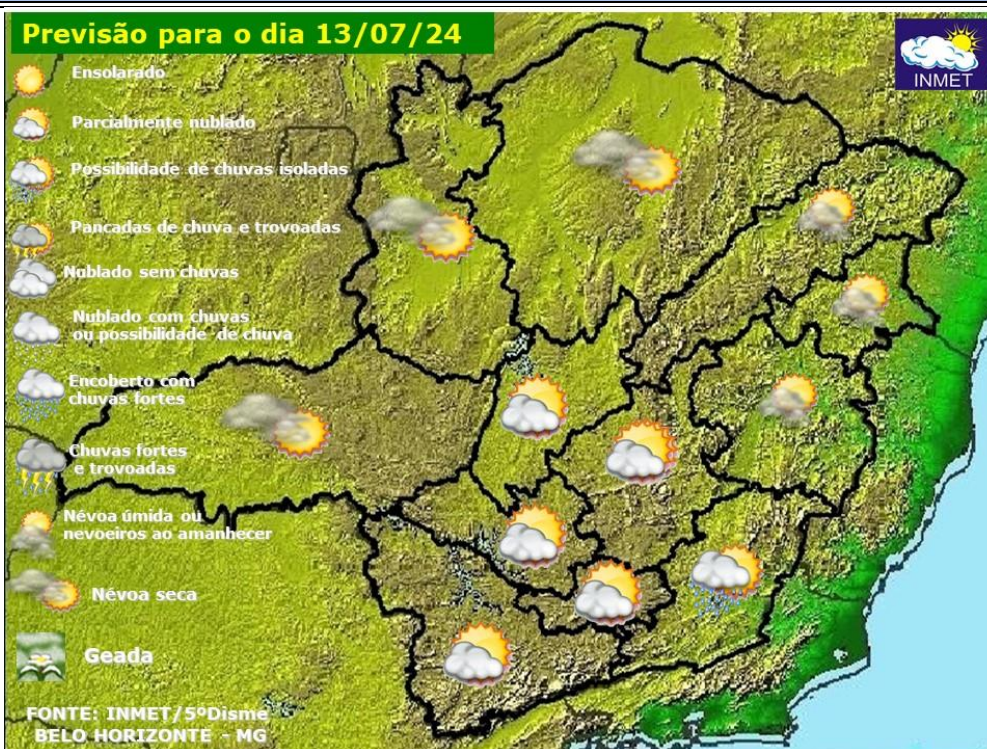 Previsão para o dia 13/07/24
INMET
Ensolarado
Parcialmente nublado
Possibilidade de chuvas isoladas
Pancadas de chuva e trovoadas
Nublado sem chuvas
Nublado com chuvas
ou possibilidade de chuva
Encoberto com
chuvas fortes
Chuvas fortes
e trovoadas
Névoa úmida ou
nevoeiros ao amanhecer
Névoa seca
Geada
FONTE: INMET/5ºDisme
BELO HORIZONTE - MG